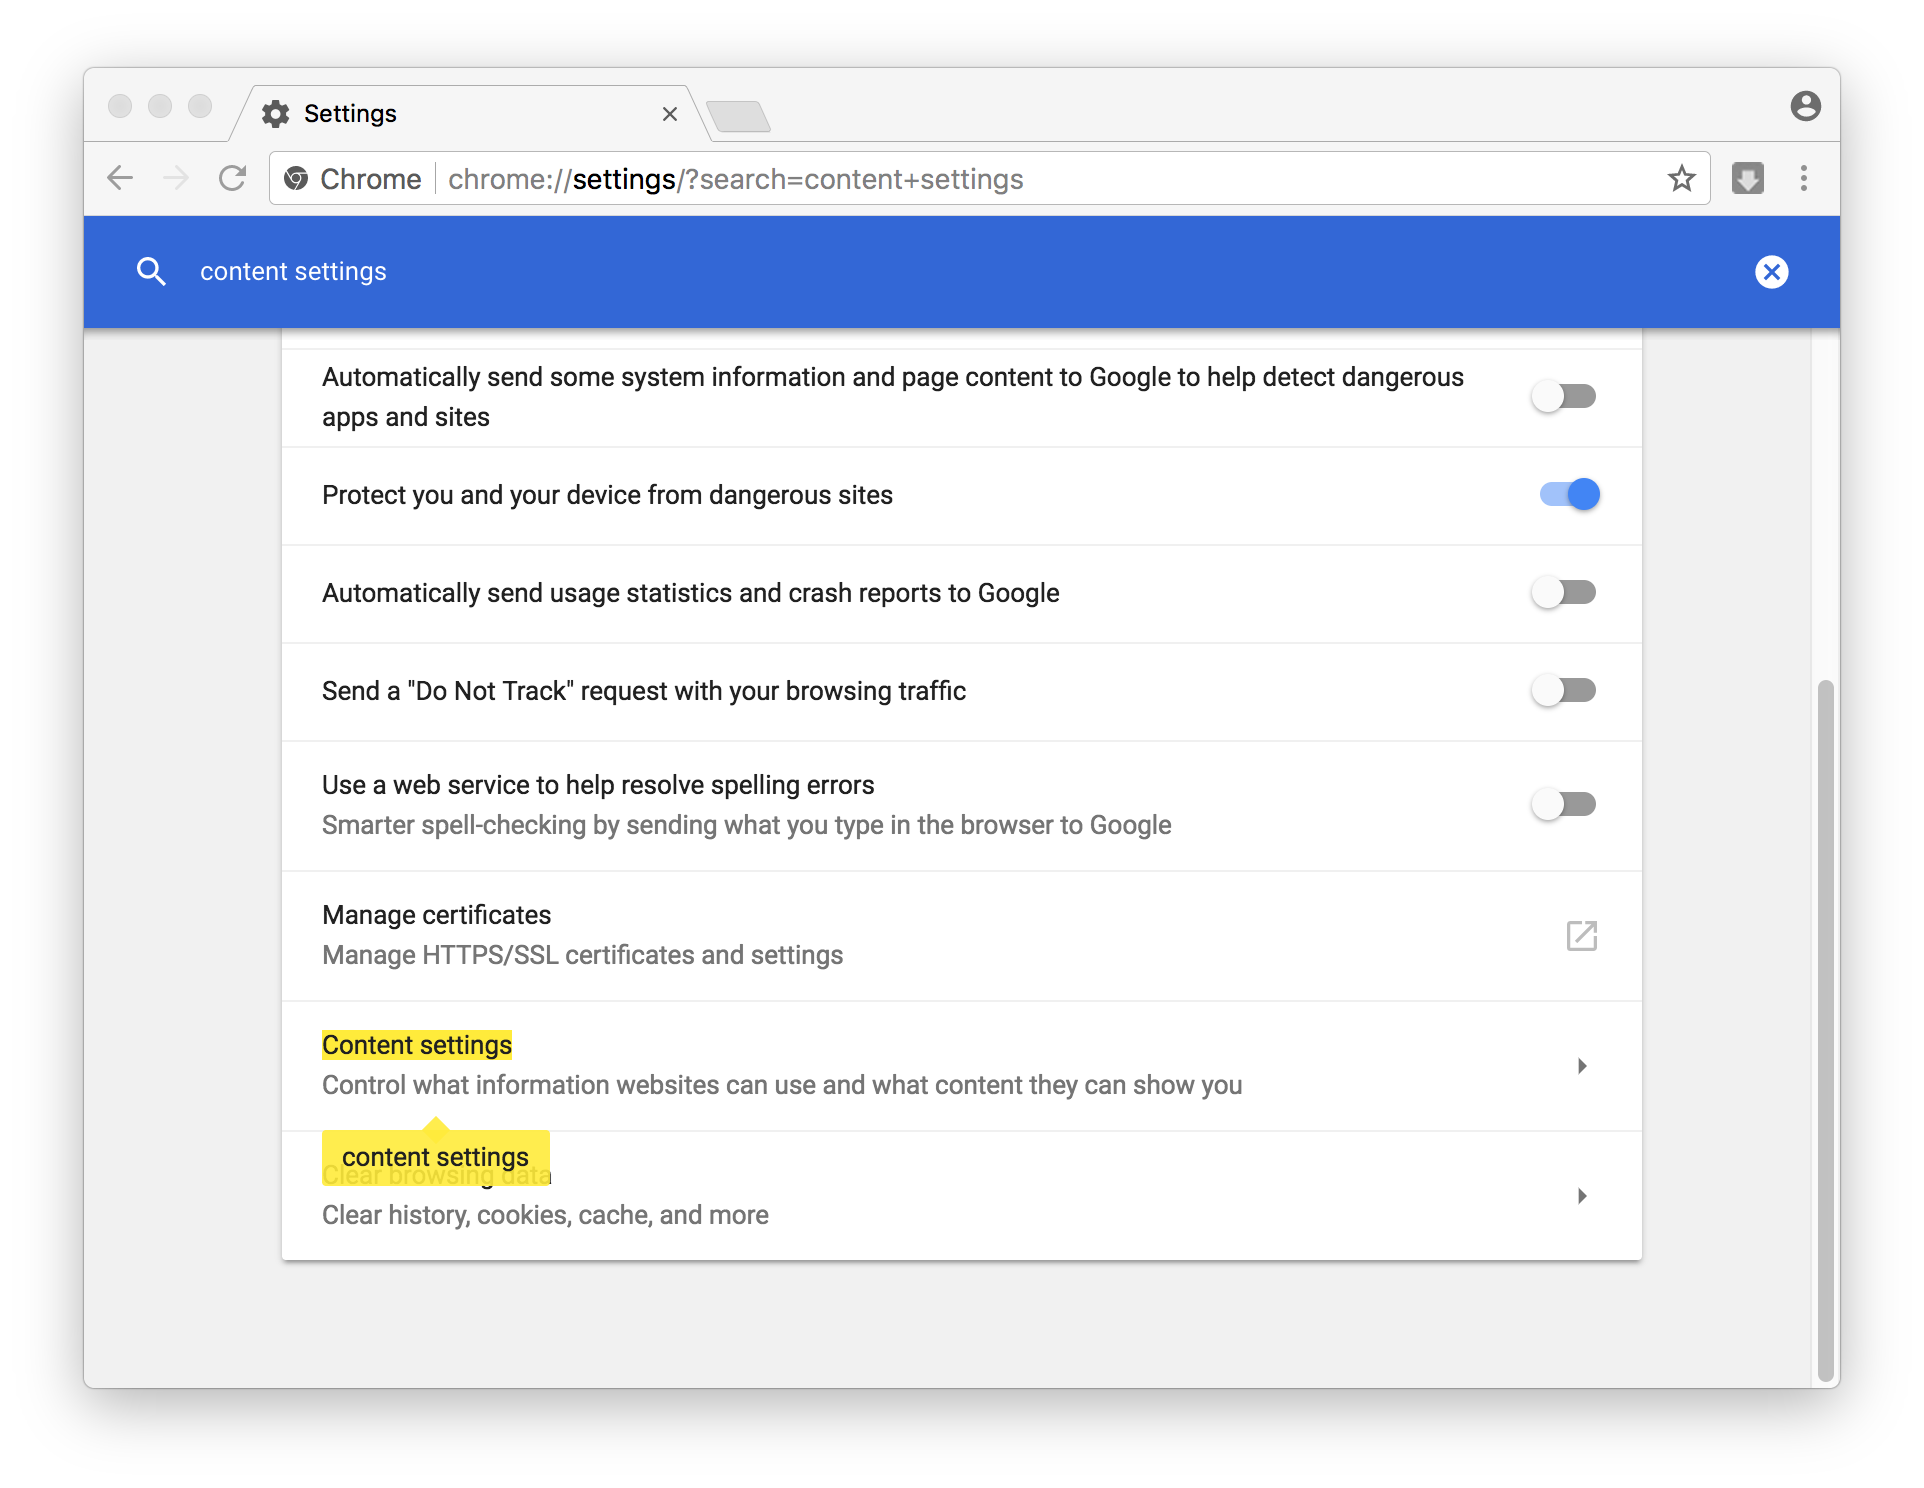 Settings
Chrome
chrome://settings/?search=content+settings
content settings
Automatically send some system information and page content to Google to help detect dangerous
apps and sites
Protect you and your device from dangerous sites
Automatically send usage statistics and crash reports to Google
Send a "Do Not Track" request with your browsing traffic
Use a web service to help resolve spelling errors
Smarter spell-checking by sending what you type in the browser to Google
Manage certificates
Manage HTTPS/SSL certificates and settings
Content settings
Control what information websites can use and what content they can show you
content settings
Clear browsing data
Clear history, cookies, cache, and more